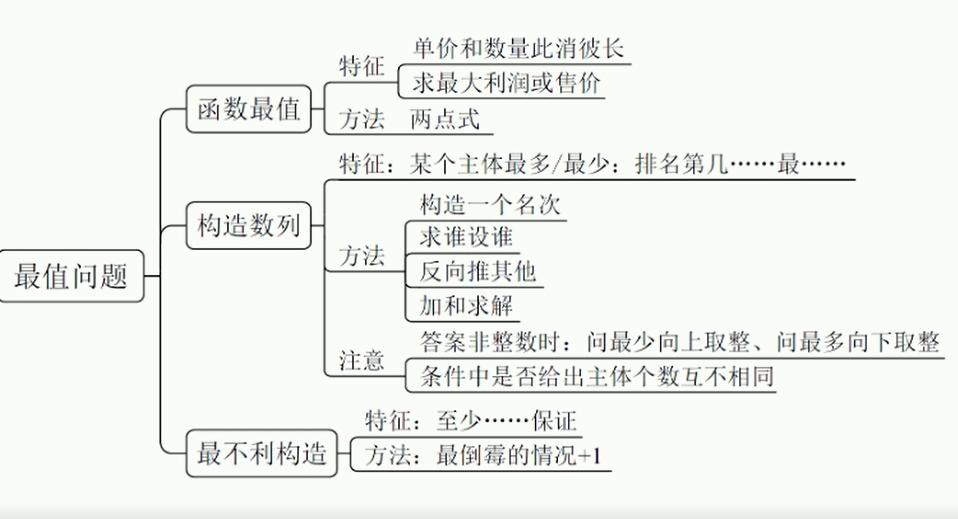 最值问题
函数最值
特征
单价和数量此消彼长
求最大利润或售价
方法
两点式
构造数列
特征：某个主体最多/最少：排名第几……最……
方法
构造一个名次
求谁设谁
反向推其他
加和求解
注意
答案非整数时：问最少向上取整、问最多向下取整
条件中是否给出主体个数互不相同
最不利构造
特征：至少……保证
方法：最倒霉的情况+1